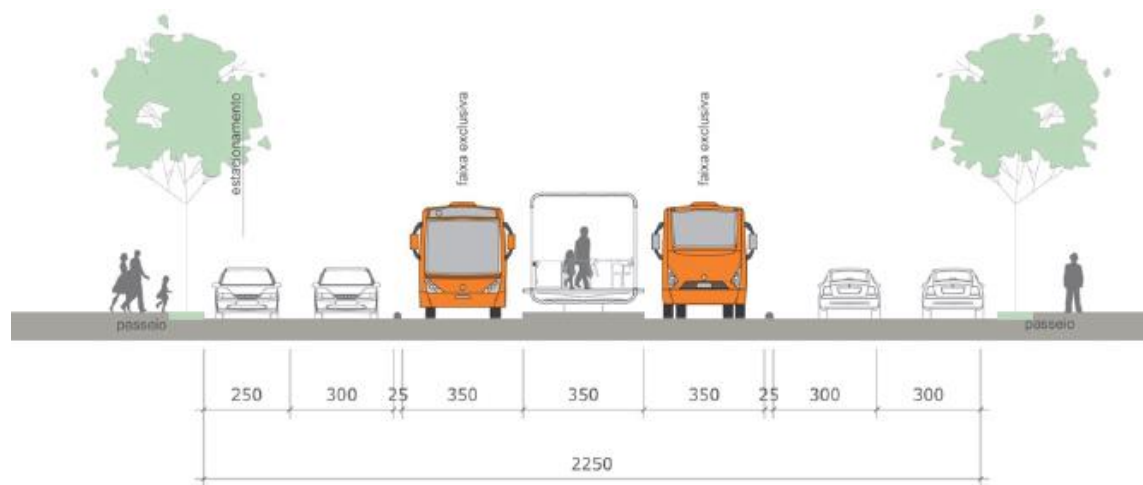 estacionamento
faixa exclusiva
faixa exclusiva
passeio
passeio
250 300 25 350 350 350 25 300 300
2250